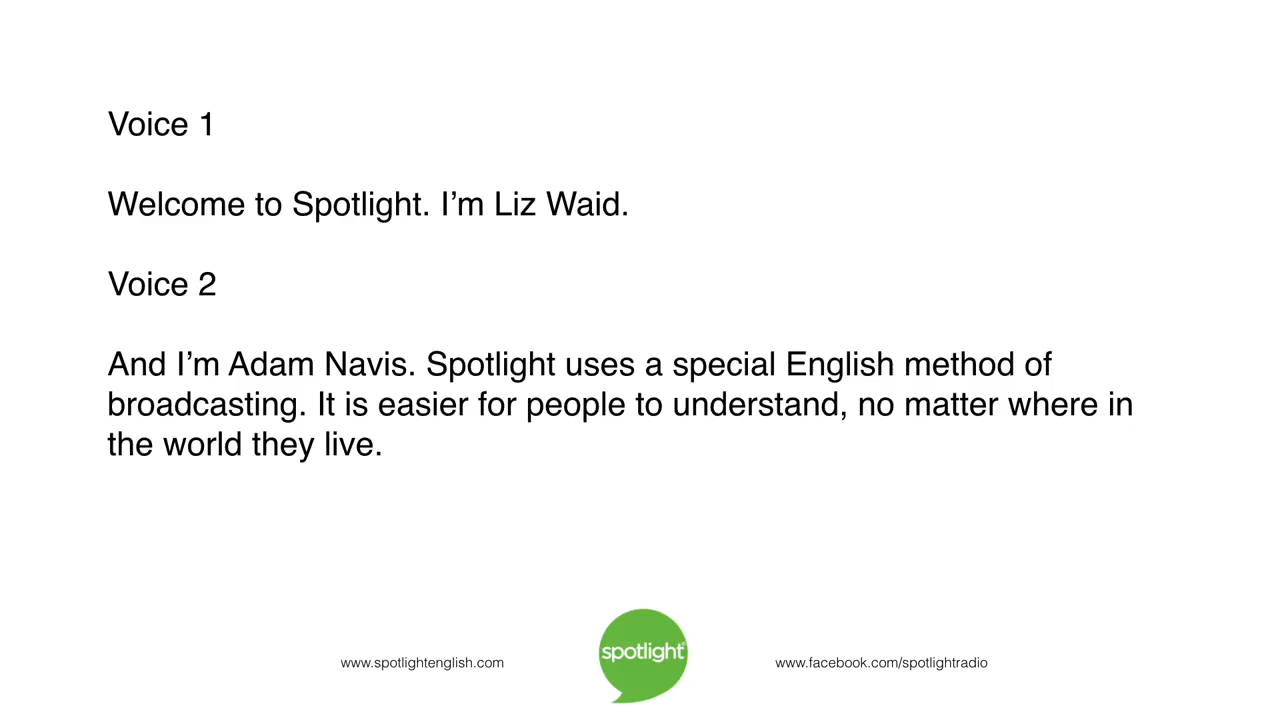 Voice 1
Welcome to Spotlight. I’m Liz Waid.
Voice 2
And I’m Adam Navis. Spotlight uses a special English method of
broadcasting. It is easier for people to understand, no matter where in
the world they live.
www.spotlightenglish.com
spotlight
www.facebook.com/spotlightradio